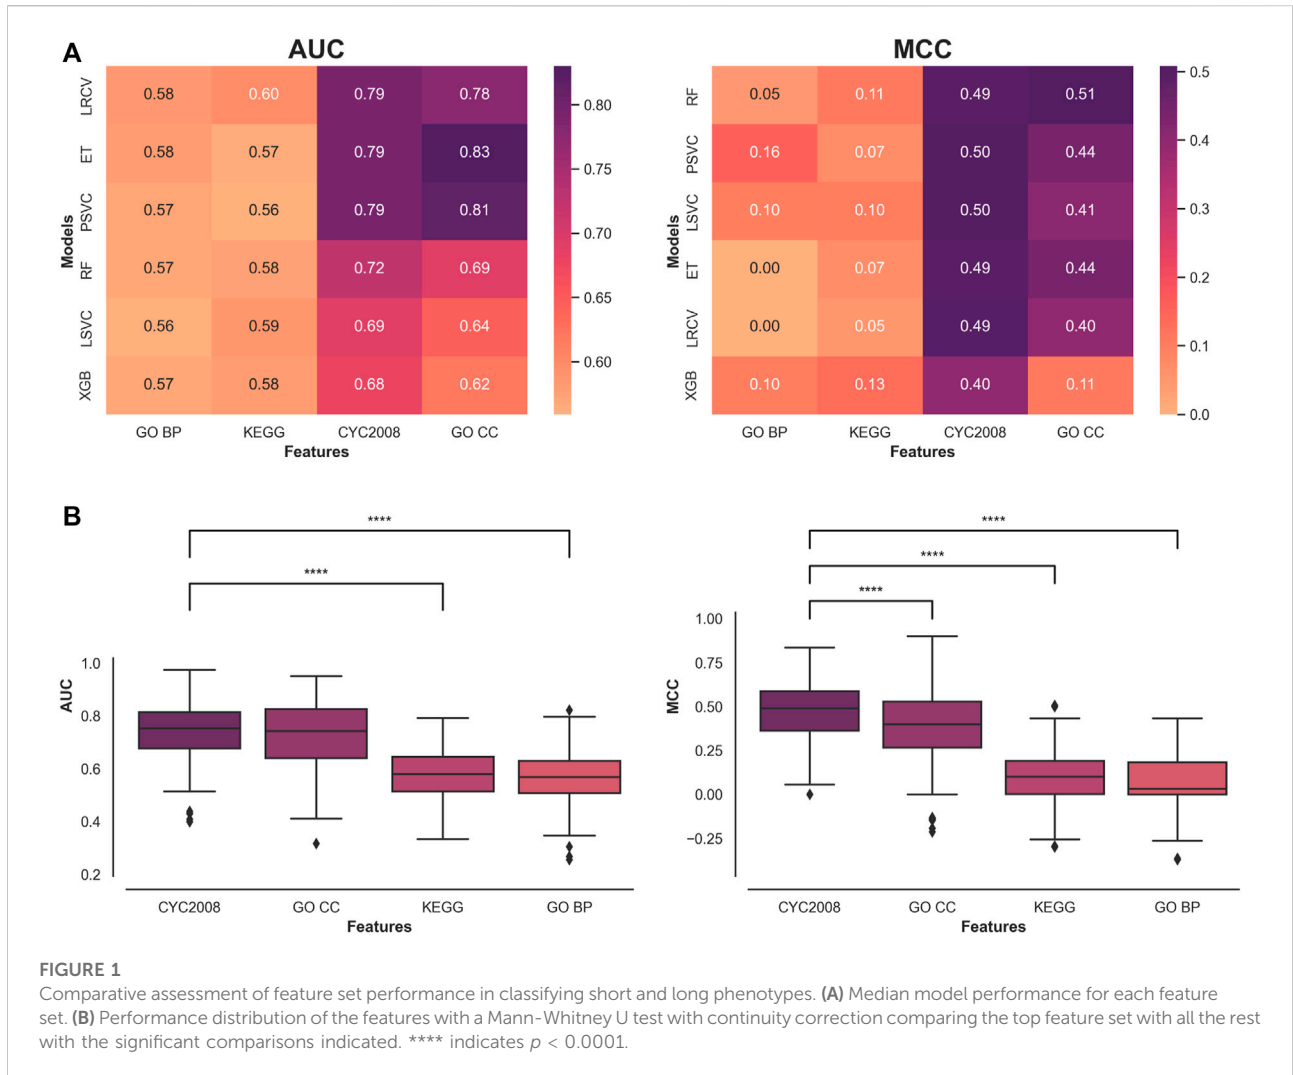 A
AUC
MCC
LRCV 0.58 0.60 0.79 0.78
ET 0.58 0.57 0.79 0.83
PSVC 0.57 0.56 0.79 0.81
RF 0.57 0.58 0.72 0.69
LSVC 0.56 0.59 0.69 0.64
XGB 0.57 0.58 0.68 0.62
Models
GO BP KEGG CYC2008 GO CC
Features
0.80
0.75
0.70
0.65
0.60
RF 0.05 0.11 0.49 0.51
PSVC 0.16 0.07 0.50 0.44
LSVC 0.10 0.10 0.50 0.41
ET 0.00 0.07 0.49 0.44
LRCV 0.00 0.05 0.49 0.40
XGB 0.10 0.13 0.40 0.11
Models
GO BP KEGG CYC2008 GO CC
Features
0.5
0.4
0.3
0.2
0.1
0.0
B
****
****
1.0
0.8
0.6
0.4
0.2
AUC
CYC2008 GO CC KEGG GO BP
Features
****
****
****
1.00
0.75
0.50
0.25
0.00
−0.25
MCC
CYC2008 GO CC KEGG GO BP
Features
FIGURE 1
Comparative assessment of feature set performance in classifying short and long phenotypes. (A) Median model performance for each feature
set. (B) Performance distribution of the features with a Mann-Whitney U test with continuity correction comparing the top feature set with all the rest
with the significant comparisons indicated. **** indicates p < 0.0001.